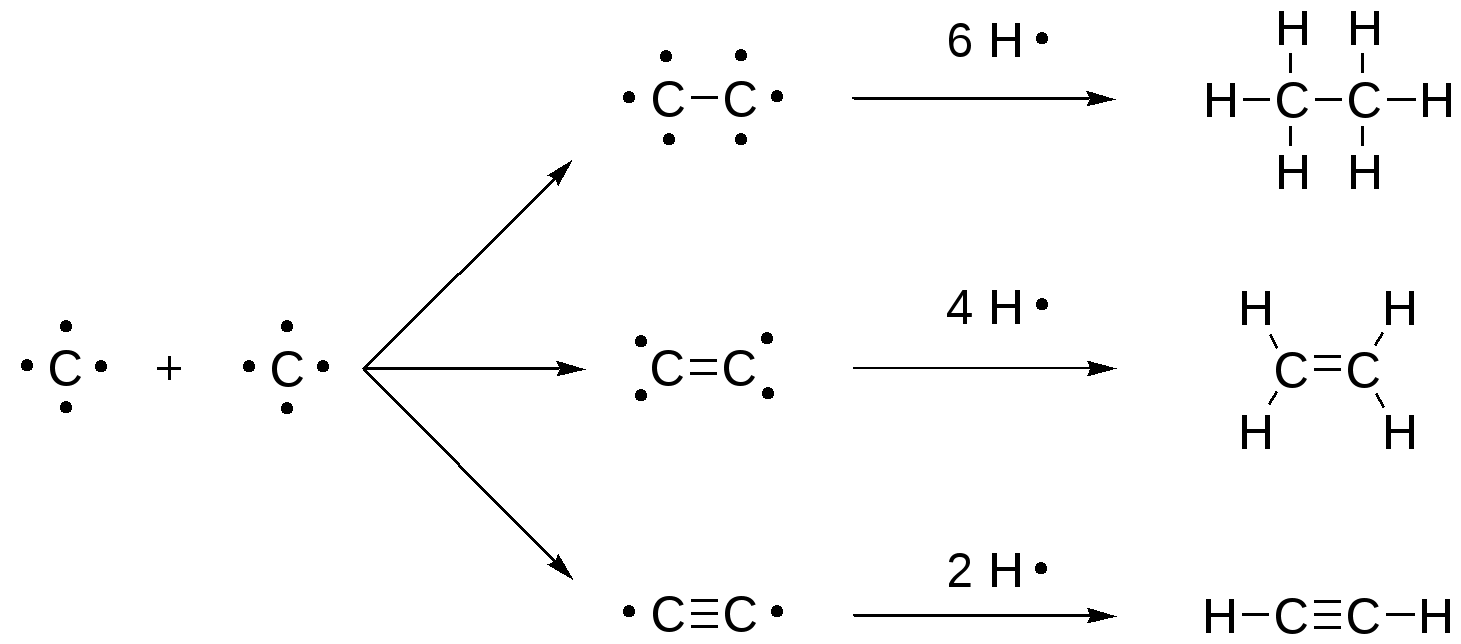 H H
6 H•
•C–C•
H–C–C–H
H H
4 H•
H H
•C• + •C•
C=C
C=C
H H
2 H•
•C≡C•
H–C≡C–H